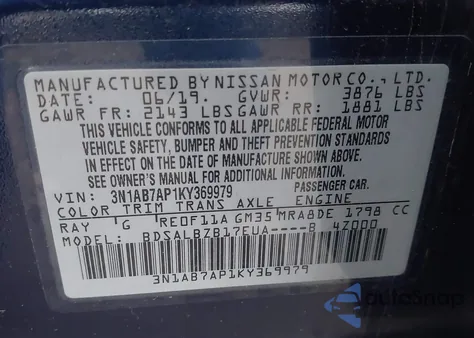 MANUFACTURED BY NISSAN MOTOR CO., LTD.
DATE: 06/19. GVWR: 3876 LBS
GAWR FR: 2143 LBS GAWR RR: 1881 LBS
THIS VEHICLE CONFORMS TO ALL APPLICABLE FEDERAL MOTOR
VEHICLE SAFETY, BUMPER AND THEFT PREVENTION STANDARDS
IN EFFECT ON THE DATE OF MANUFACTURE SHOWN ABOVE.
SEE OWNER'S MANUAL FOR ADDITIONAL INFORMATION.
VIN: 3N1AB7AP1KY369979 PASSENGER CAR.
COLOR TRIM TRANS AXLE ENGINE
RAY 'G RE0F11A GM35 MRA8DE 1798 CC
MODEL: BDSALBZB17EUA----B 4Z000
3N1AB7AP1KY369979
autoSnap